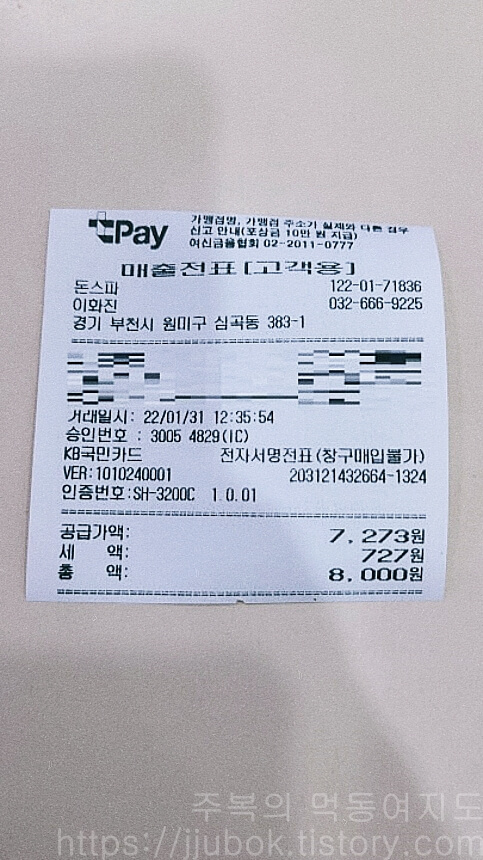 Pay
가맹점명, 가맹점 주소가 실제와 다른 경우
신고 안내(포상금 10만 원 지급)
여신금융협회 02-2011-0777
매출전표[고객용]
돈스파 122-01-71836
이화진 032-666-9225
경기 부천시 원미구 심곡동 383-1
거래일시: 22/01/31 12:35:54
승인번호 : 3005 4829(IC)
KB국민카드 전자서명전표(창구매입불가)
VER:1010240001 203121432664-1324
인증번호:SH-3200C 1.0.01
공급가액: 7,273원
세 액: 727원
총 액: 8,000원
주복의 먹동여지도
https://jjubok.tistory.com